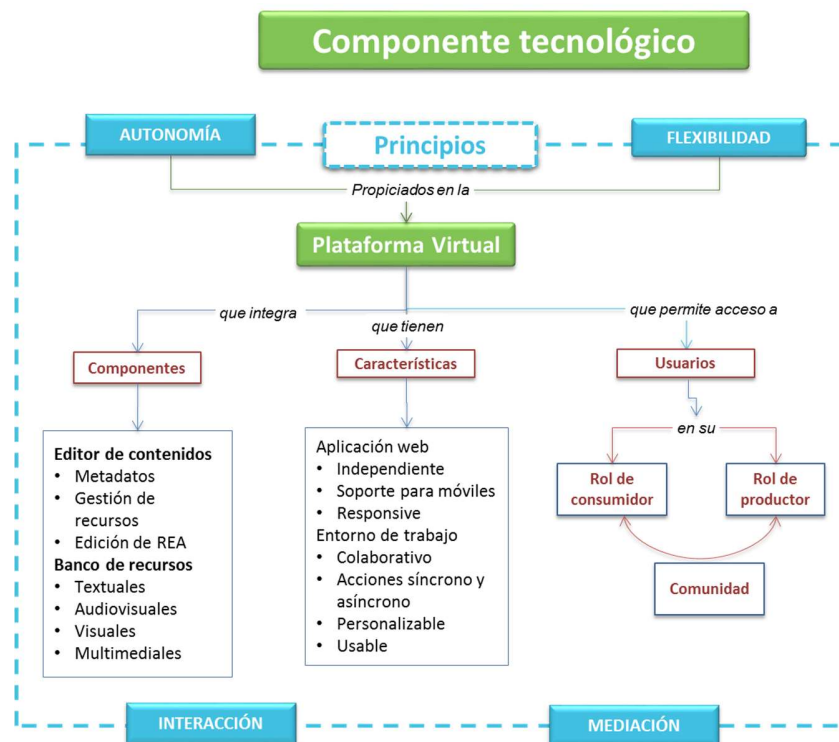 Componente tecnológico
AUTONOMÍA
Principios
FLEXIBILIDAD
Propiciados en la
Plataforma Virtual
que integra
que tienen
que permite acceso a
Componentes
Característicås
Usuarios
Editor de contenidos
• Metadatos
• Gestión de
recursos
• Edición de REA
Banco de recursos
• Textuales
• Audiovisuales
• Visuales
• Multimediales
Aplicación web
• Independiente
• Soporte para móviles
• Responsive
Entorno de trabajo
• Colaborativo
• Acciones síncrono y
asíncrono
• Personalizable
• Usable
en su
Rol de
consumidor
Rol de
productor
Comunidad
INTERACCIÓN
MEDIACIÓN